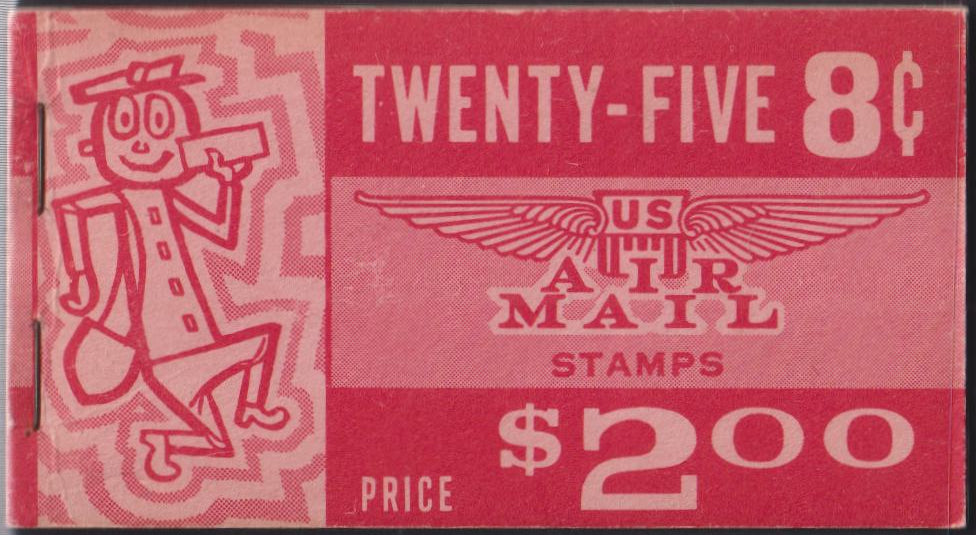 TWENTY-FIVE 8¢
US
AIR
MAIL
STAMPS
PRICE $2.00